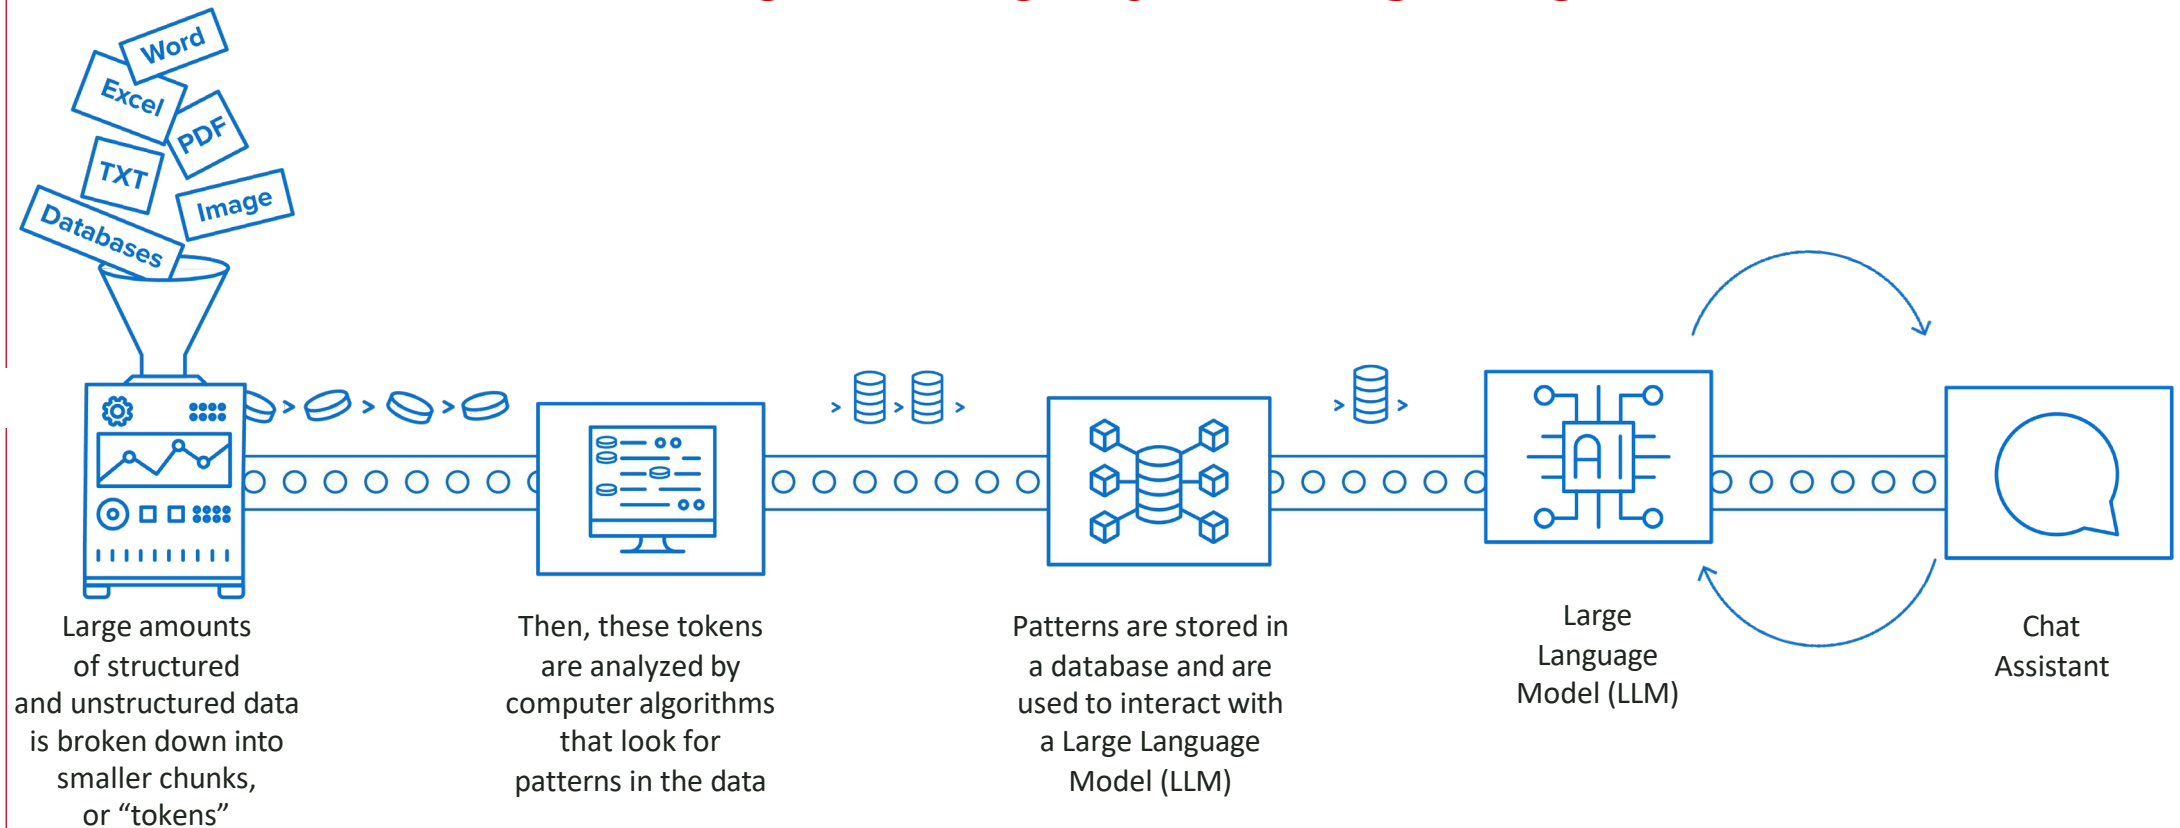 Word
Excel
PDF
TXT
Image
Databases
AI
Large amounts
of structured
and unstructured data
is broken down into
smaller chunks,
or “tokens”
Then, these tokens
are analyzed by
computer algorithms
that look for
patterns in the data
Patterns are stored in
a database and are
used to interact with
a Large Language
Model (LLM)
Large
Language
Model (LLM)
Chat
Assistant